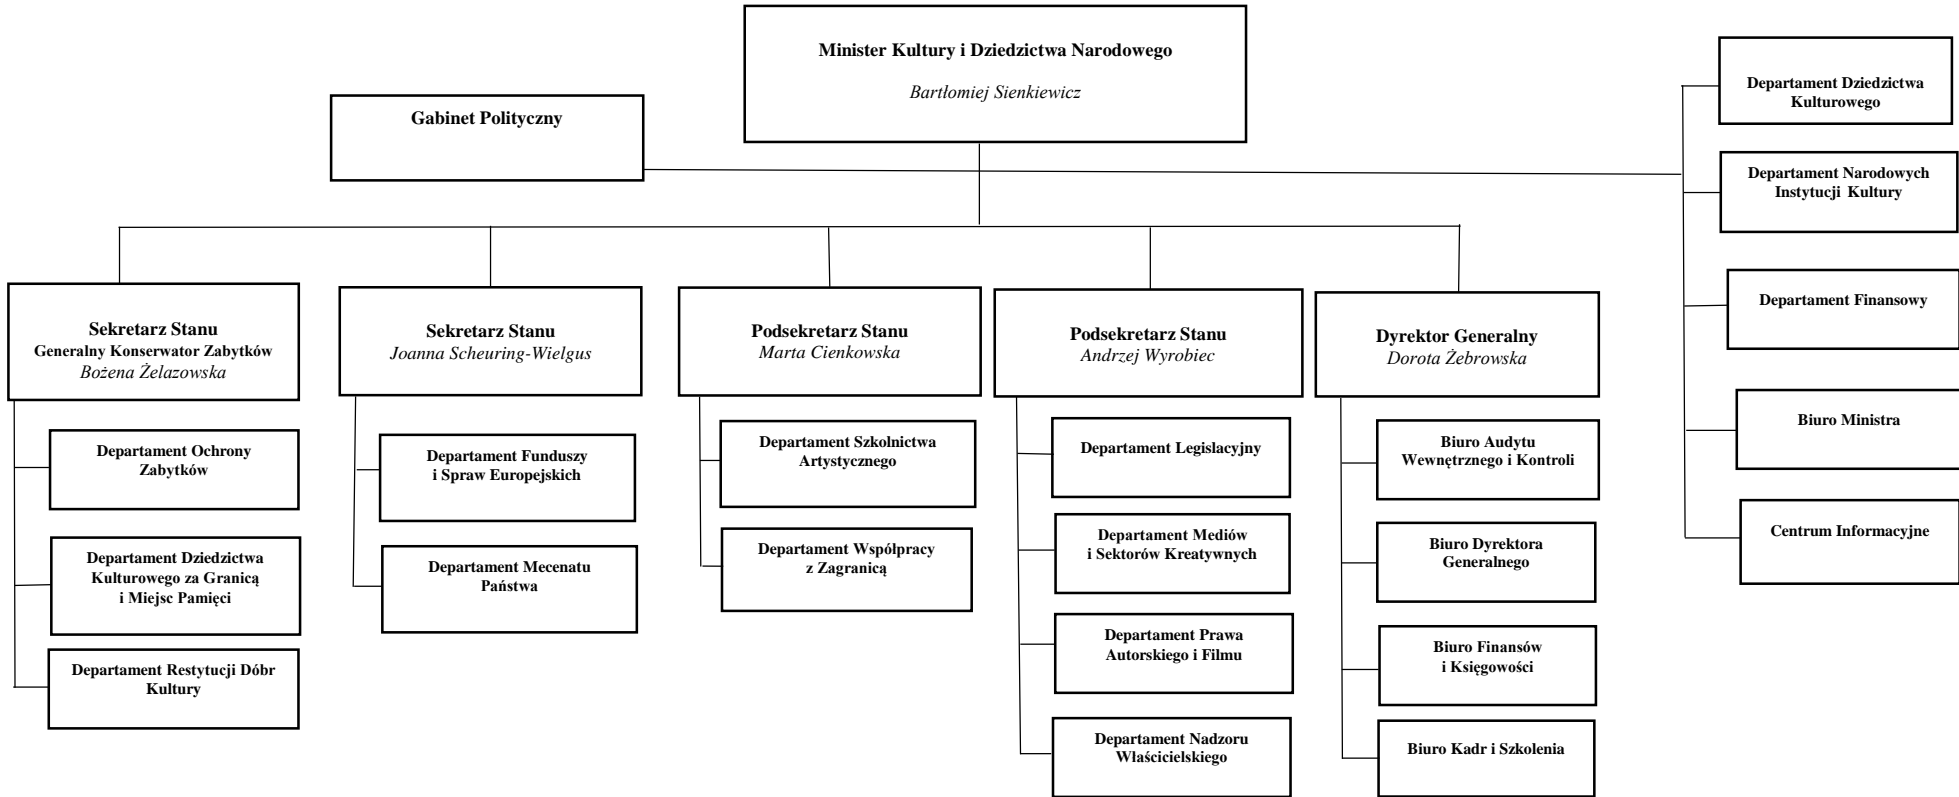 Minister Kultury i Dziedzictwa Narodowego
Bartłomiej Sienkiewicz
Gabinet Polityczny
Departament Dziedzictwa
Kulturowego
Departament Narodowych
Instytucji Kultury
Departament Finansowy
Biuro Ministra
Centrum Informacyjne
Sekretarz Stanu
Generalny Konserwator Zabytków
Bożena Żelazowska
Departament Ochrony
Zabytków
Departament Dziedzictwa
Kulturowego za Granicą
i Miejsc Pamięci
Departament Restytucji Dóbr
Kultury
Sekretarz Stanu
Joanna Scheuring-Wielgus
Departament Funduszy
i Spraw Europejskich
Departament Mecenatu
Państwa
Podsekretarz Stanu
Marta Cienkowska
Departament Szkolnictwa
Artystycznego
Departament Współpracy
z Zagranicą
Podsekretarz Stanu
Andrzej Wyrobiec
Departament Legislacyjny
Departament Mediów
i Sektorów Kreatywnych
Departament Prawa
Autorskiego i Filmu
Departament Nadzoru
Właścicielskiego
Dyrektor Generalny
Dorota Żebrowska
Biuro Audytu
Wewnętrznego i Kontroli
Biuro Dyrektora
Generalnego
Biuro Finansów
i Księgowości
Biuro Kadr i Szkolenia